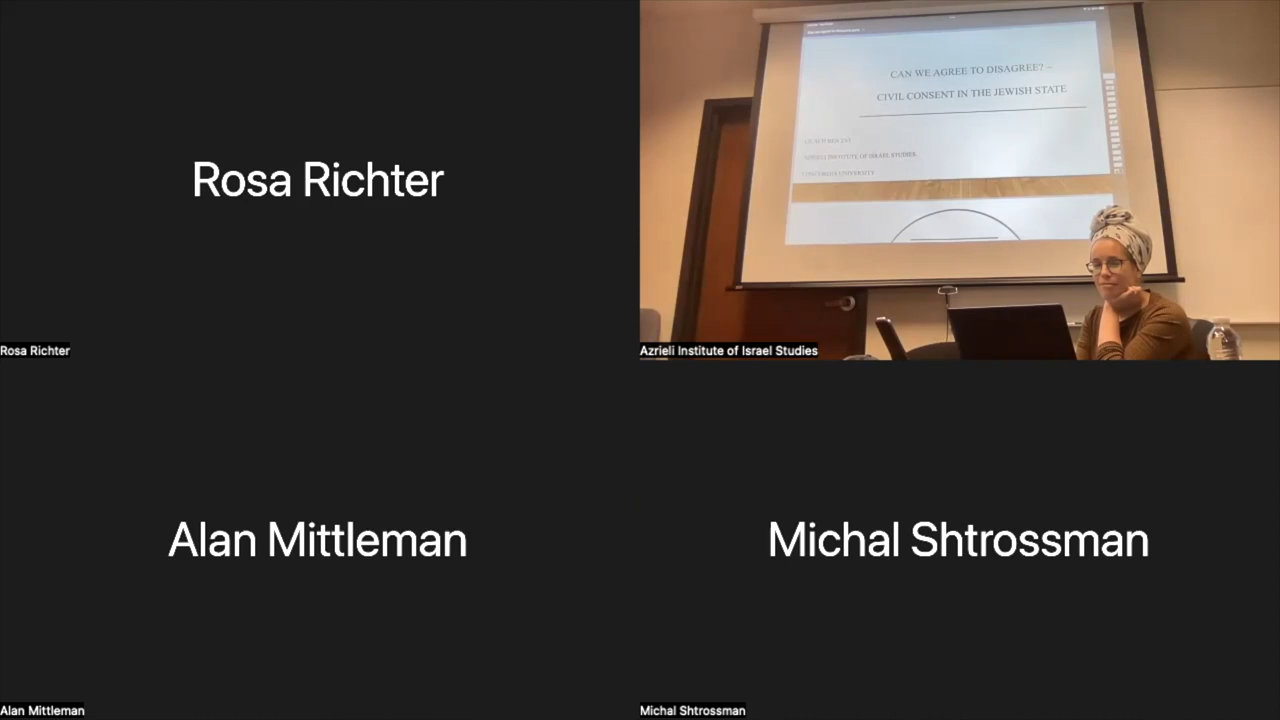 Rosa Richter
Rosa Richter
CAN WE AGREE TO DISAGREE? –
CIVIL CONSENT IN THE JEWISH STATE
AZRIELI INSTITUTE OF ISRAEL STUDIES
CONCORDIA UNIVERSITY
Azrieli Institute of Israel Studies
Alan Mittleman
Alan Mittleman
Michal Shtrossman
Michal Shtrossman